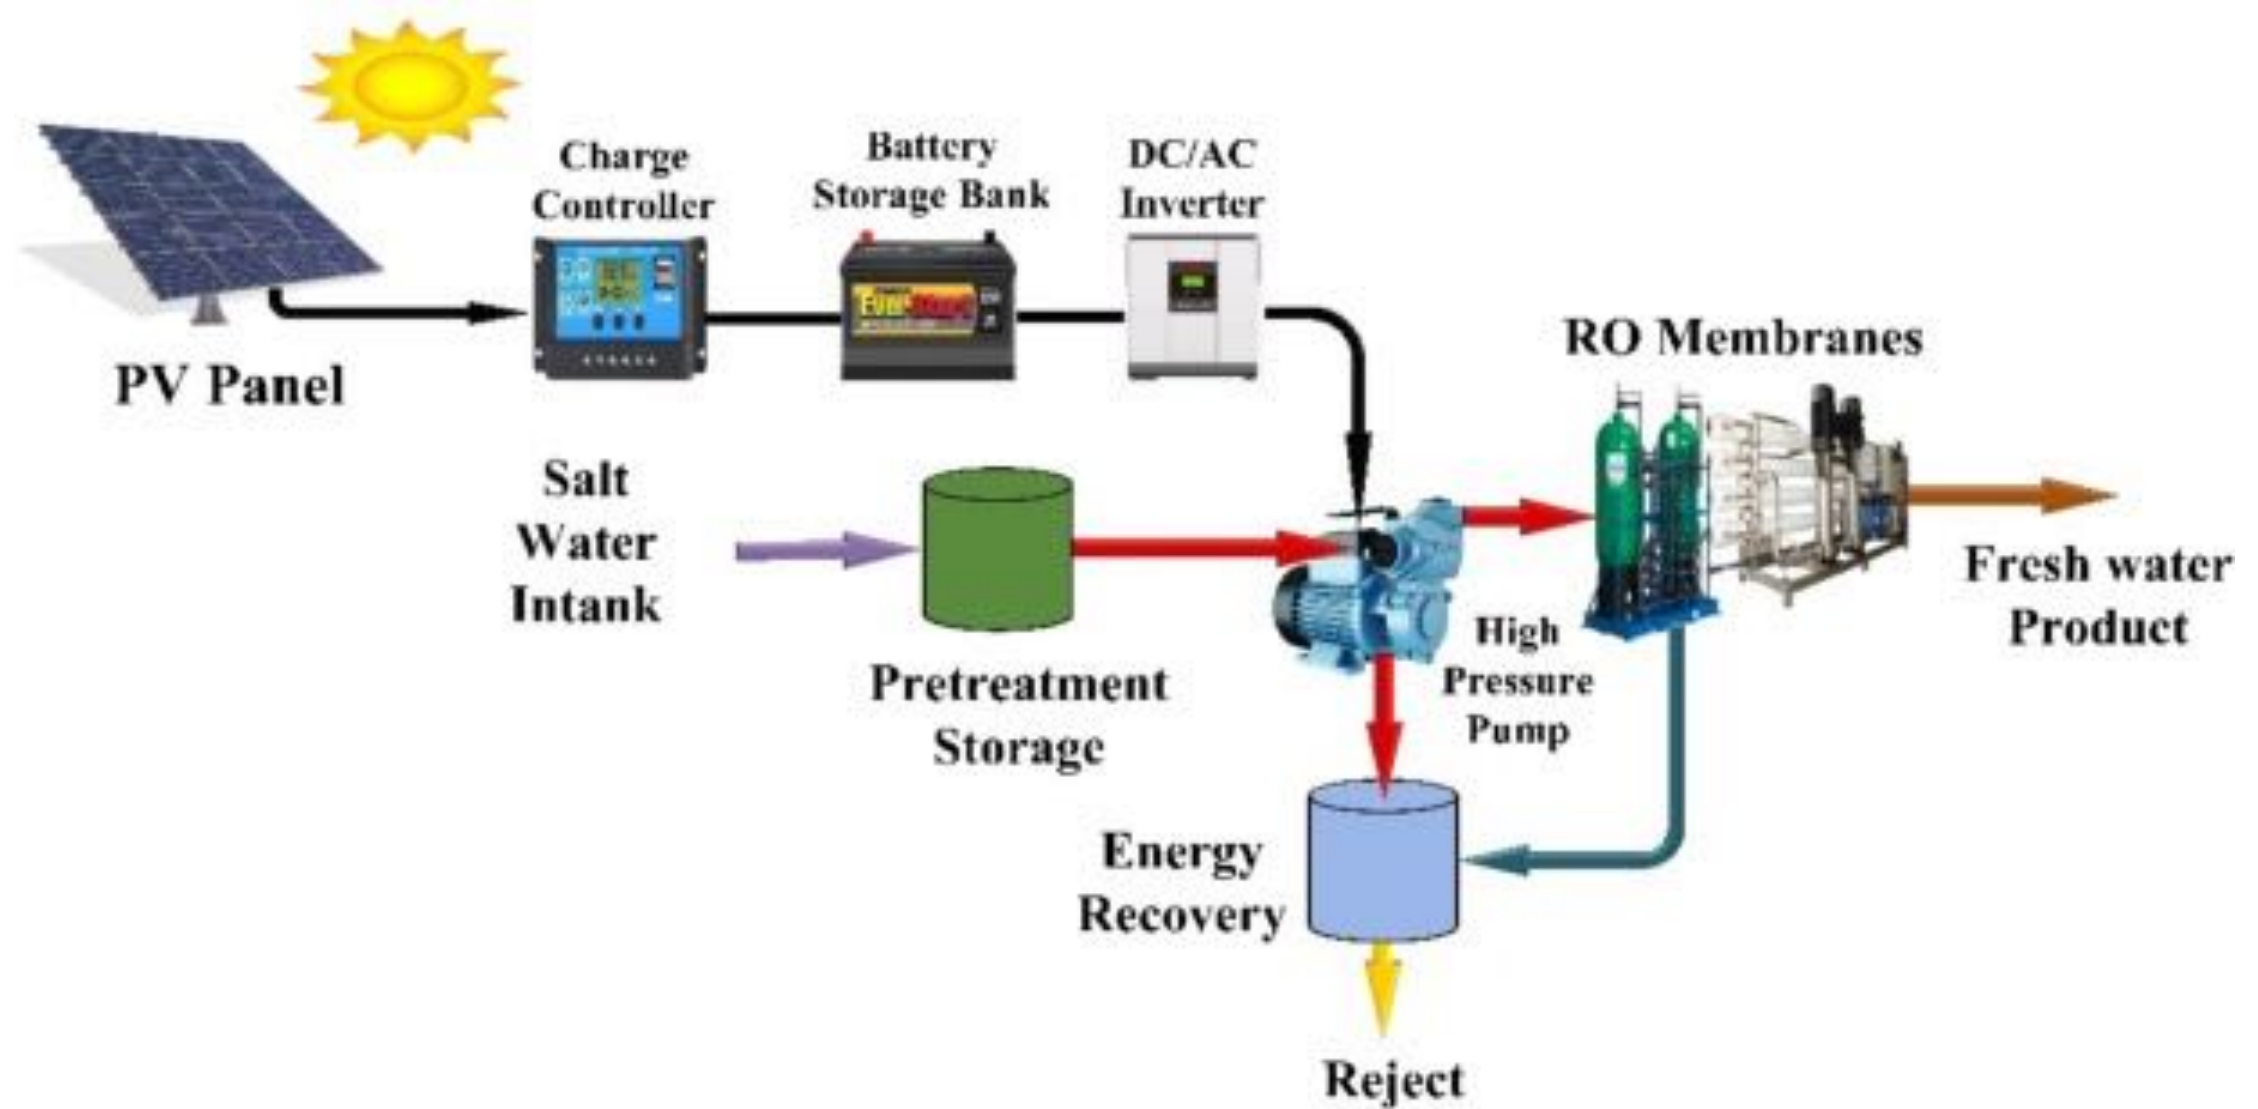 Charge
Controller
Battery
Storage Bank
DC/AC
Inverter
PV Panel
RO Membranes
Salt
Water
Intank
Pretreatment
Storage
High
Pressure
Pump
Fresh water
Product
Energy
Recovery
Reject